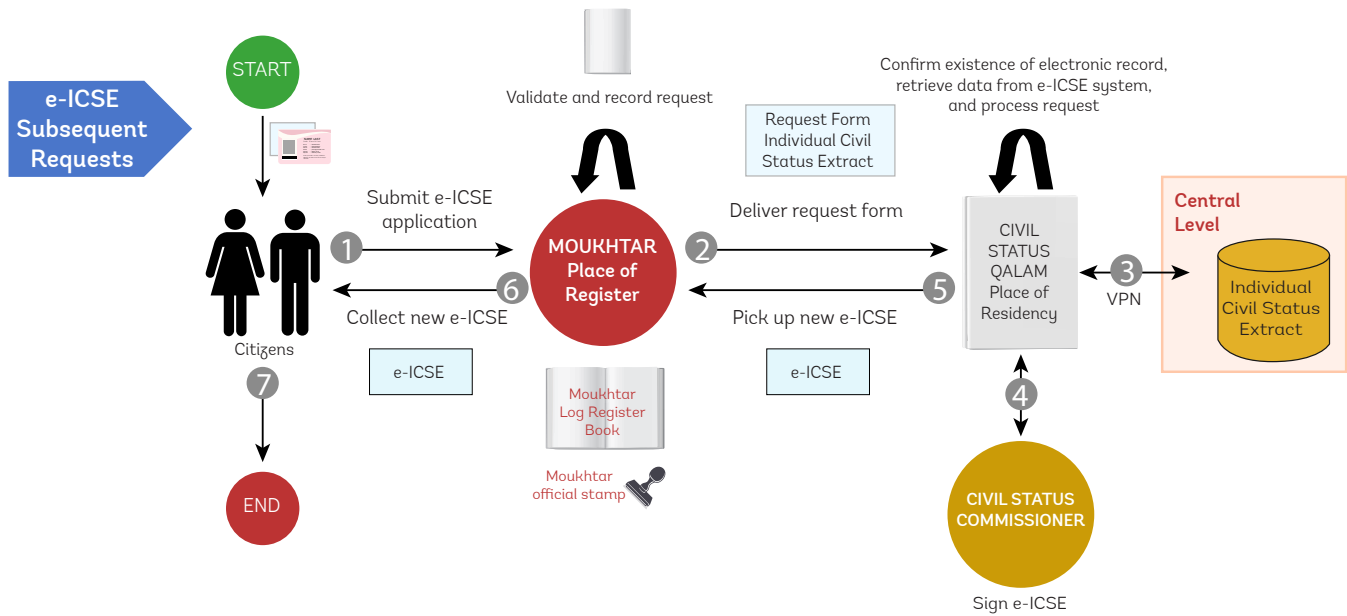 START
e-ICSE
Subsequent
Requests
Validate and record request
Confirm existence of electronic record,
retrieve data from e-ICSE system,
and process request
Request Form
Individual Civil
Status Extract
Submit e-ICSE
application
Deliver request form
Central
Level
1
MOUKHTAR
Place of
Register
2
CIVIL
STATUS
QALAM
Place of
Residency
3
VPN
Individual
Civil Status
Extract
6
5
Collect new e-ICSE
Pick up new e-ICSE
Citizens
e-ICSE
e-ICSE
7
Moukhtar
Log Register
Book
4
Moukhtar
official stamp
END
CIVIL STATUS
COMMISSIONER
Sign e-ICSE